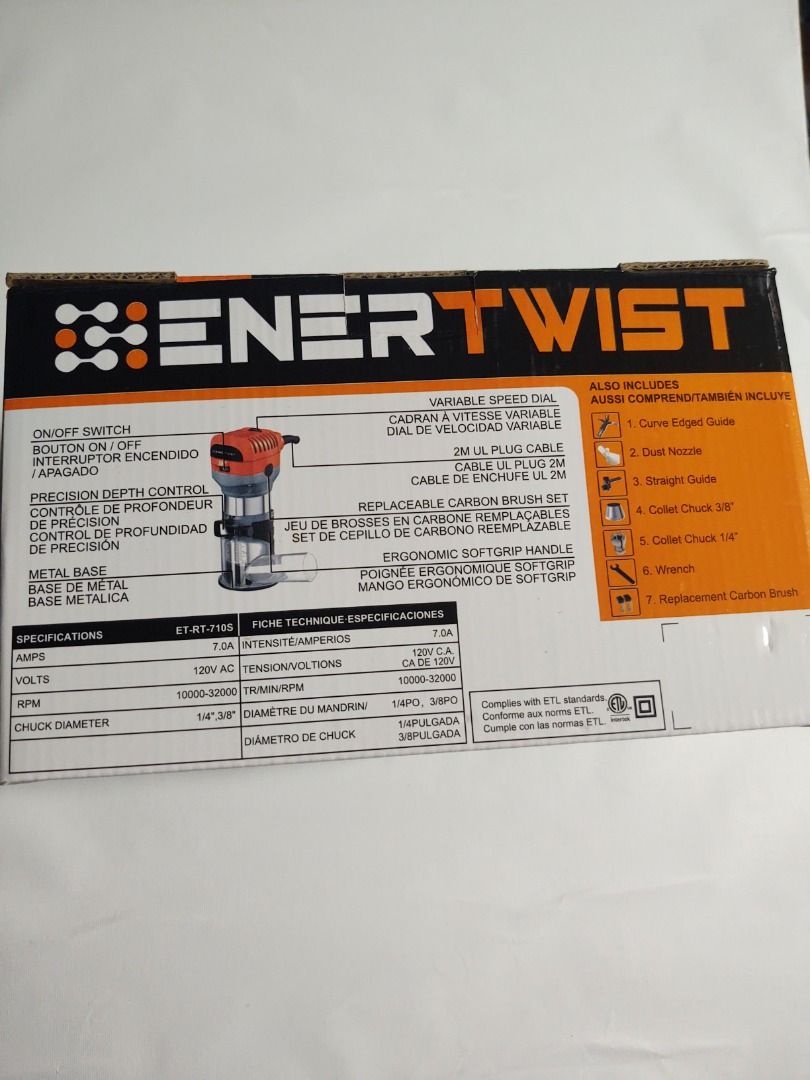 ENERTWIST
ON/OFF SWITCH
BOUTON ON / OFF
INTERRUPTOR ENCENDIDO
/ APAGADO
PRECISION DEPTH CONTROL
CONTRÔLE DE PROFONDEUR
DE PRÉCISION
CONTROL DE PROFUNDIDAD
DE PRECISIÓN
METAL BASE
BASE DE MÉTAL
BASE METALICA
VARIABLE SPEED DIAL
CADRAN À VITESSE VARIABLE
DIAL DE VELOCIDAD VARIABLE
2M UL PLUG CABLE
CABLE UL PLUG 2M
CABLE DE ENCHUFE UL 2M
REPLACEABLE CARBON BRUSH SET
JEU DE BROSSES EN CARBONE REMPLAÇABLES
SET DE CEPILLO DE CARBONO REEMPLAZABLE
ERGONOMIC SOFTGRIP HANDLE
POIGNÉE ERGONOMIQUE SOFTGRIP
MANGO ERGONÓMICO DE SOFTGRIP
ALSO INCLUDES
AUSSI COMPREND/TAMBIÉN INCLUYE
1. Curve Edged Guide
2. Dust Nozzle
3. Straight Guide
4. Collet Chuck 3/8"
5. Collet Chuck 1/4"
6. Wrench
7. Replacement Carbon Brush
SPECIFICATIONS ET-RT-710S
AMPS 7.0A
VOLTS 120V AC
RPM 10000-32000
CHUCK DIAMETER 1/4",3/8"
FICHE TECHNIQUE·ESPECIFICACIONES
INTENSITÉ/AMPERIOS 7.0A
TENSION/VOLTIONS 120V C.A.
CA DE 120V
TR/MIN/RPM 10000-32000
DIAMÈTRE DU MANDRIN/ 1/4PO, 3/8PO
DIÁMETRO DE CHUCK 1/4PULGADA
3/8PULGADA
Complies with ETL standards.
Conforme aux norms ETL.
Cumple con las normas ETL.
ETL
Intertek